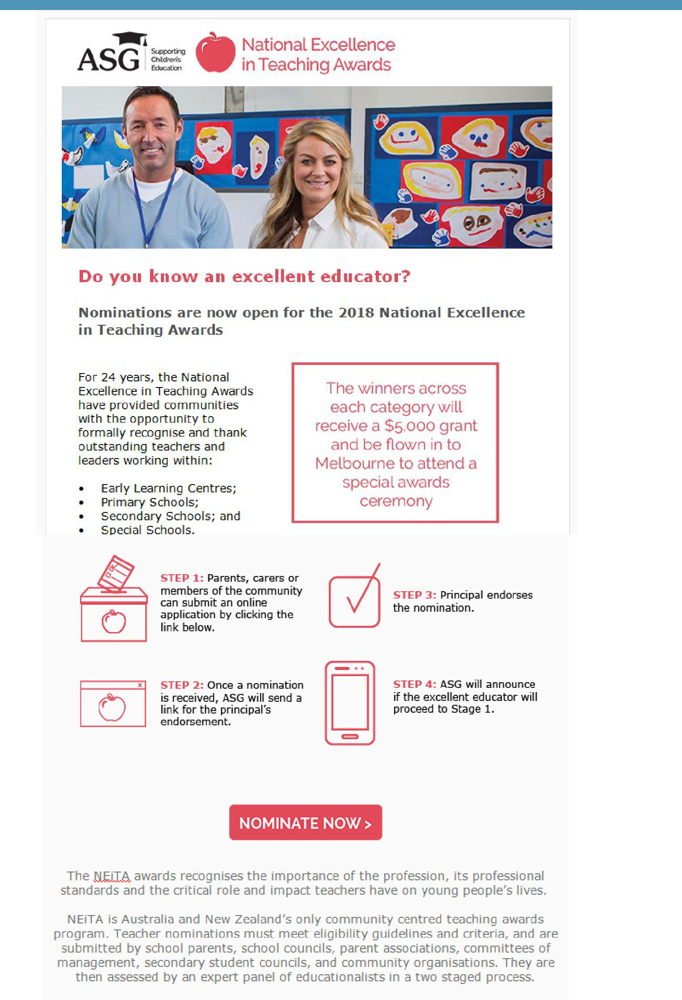 ASG
Supporting
Children's
Education
National Excellence
in Teaching Awards
Do you know an excellent educator?
Nominations are now open for the 2018 National Excellence
in Teaching Awards
For 24 years, the National
Excellence in Teaching Awards
have provided communities
with the opportunity to
formally recognise and thank
outstanding teachers and
leaders working within:
• Early Learning Centres;
• Primary Schools;
• Secondary Schools; and
• Special Schools.
The winners across
each category will
receive a $5,000 grant
and be flown in to
Melbourne to attend a
special awards
ceremony
STEP 1: Parents, carers or
members of the community
can submit an online
application by clicking the
link below.
STEP 2: Once a nomination
is received, ASG will send a
link for the principal's
endorsement.
STEP 3: Principal endorses
the nomination.
STEP 4: ASG will announce
if the excellent educator will
proceed to Stage 1.
NOMINATE NOW >
The NEiTA awards recognises the importance of the profession, its professional
standards and the critical role and impact teachers have on young people's lives.
NEiTA is Australia and New Zealand's only community centred teaching awards
program. Teacher nominations must meet eligibility guidelines and criteria, and are
submitted by school parents, school councils, parent associations, committees of
management, secondary student councils, and community organisations. They are
then assessed by an expert panel of educationalists in a two staged process.